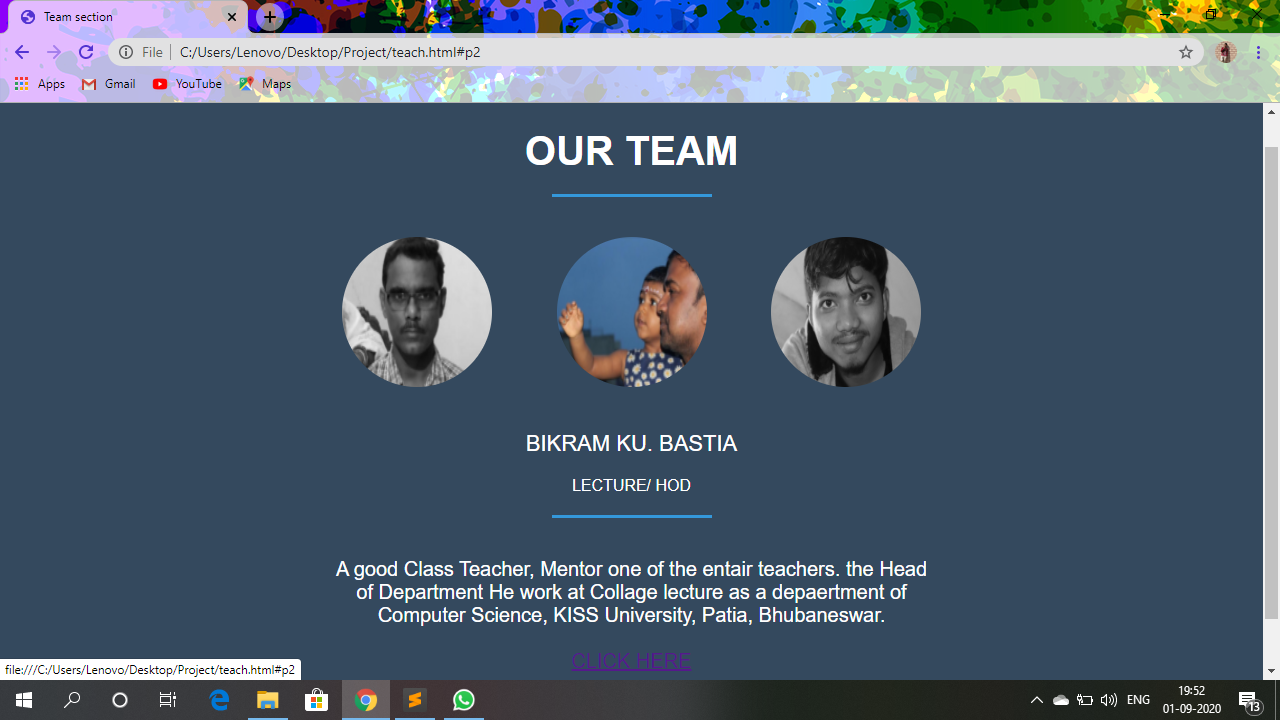 Team section
File
C:/Users/Lenovo/Desktop/Project/teach.html#p2
Apps
Gmail
YouTube
Maps
OUR TEAM
BIKRAM KU. BASTIA
LECTURE/ HOD
A good Class Teacher, Mentor one of the entair teachers. the Head
of Department He work at Collage lecture as a depaertment of
Computer Science, KISS University, Patia, Bhubaneswar.
CLICK HERE
file:///C:/Users/Lenovo/Desktop/Project/teach.html#p2
ENG
19:52
01-09-2020
13